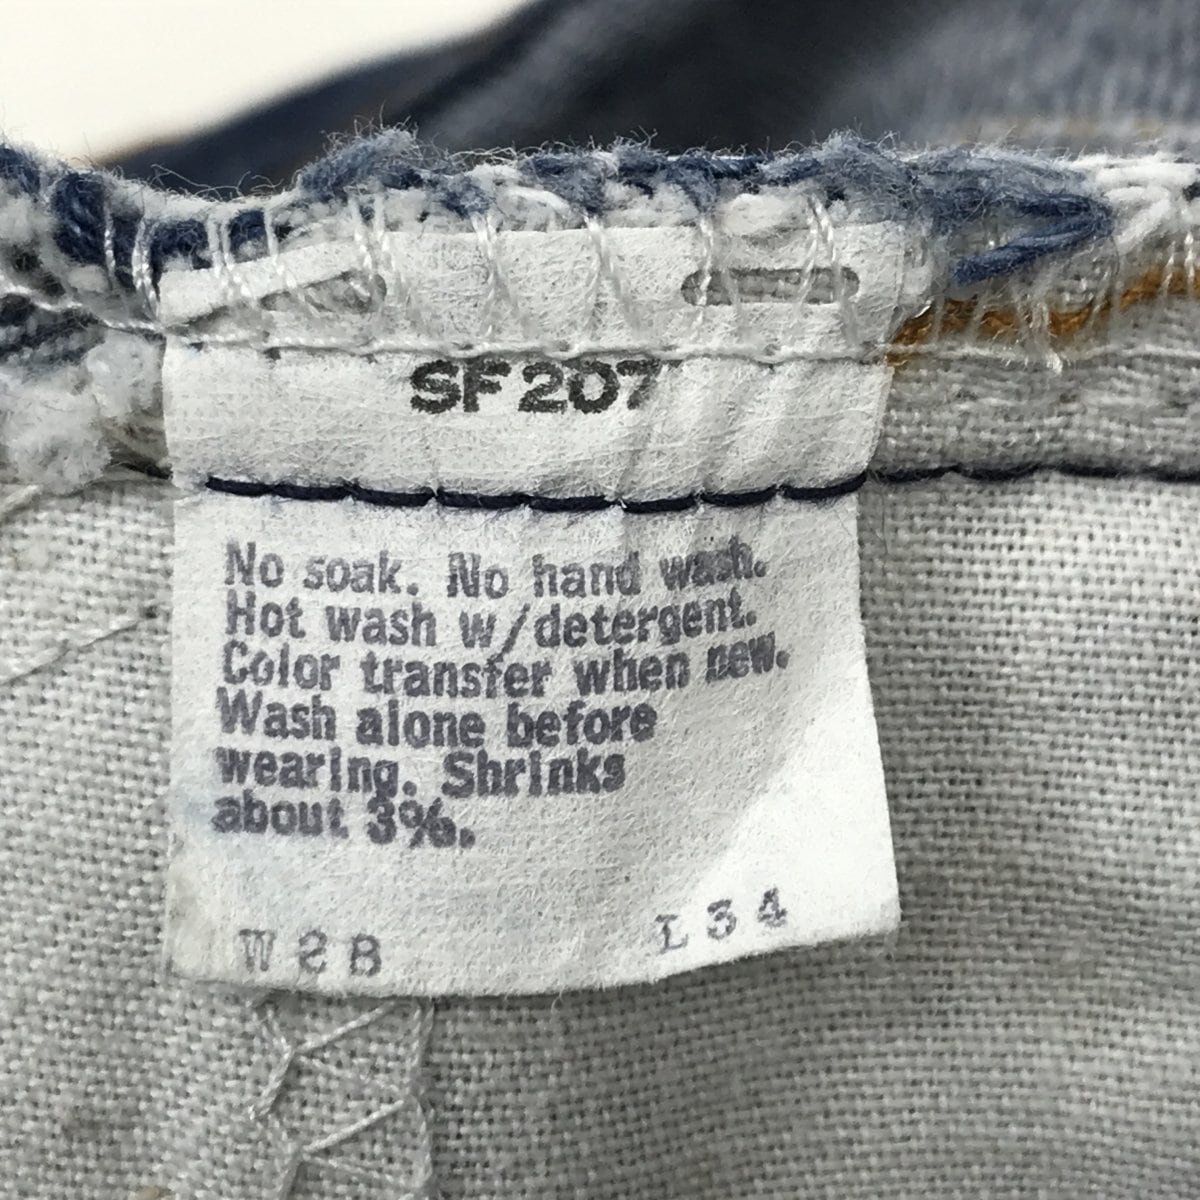 SF207
No soak. No hand wash.
Hot wash w/detergent.
Color transfer when new.
Wash alone before
wearing. Shrinks
about 3%.
W28 L34